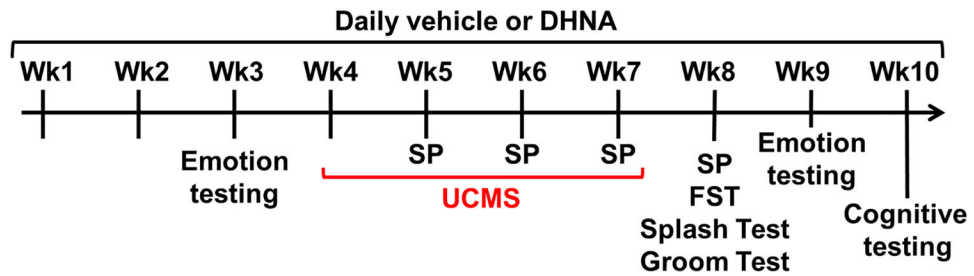 Daily vehicle or DHNA
Wk1 Wk2 Wk3 Wk4 Wk5 Wk6 Wk7 Wk8 Wk9 Wk10
Emotion
testing
SP SP SP
UCMS
SP
FST
Splash Test
Groom Test
Emotion
testing
Cognitive
testing